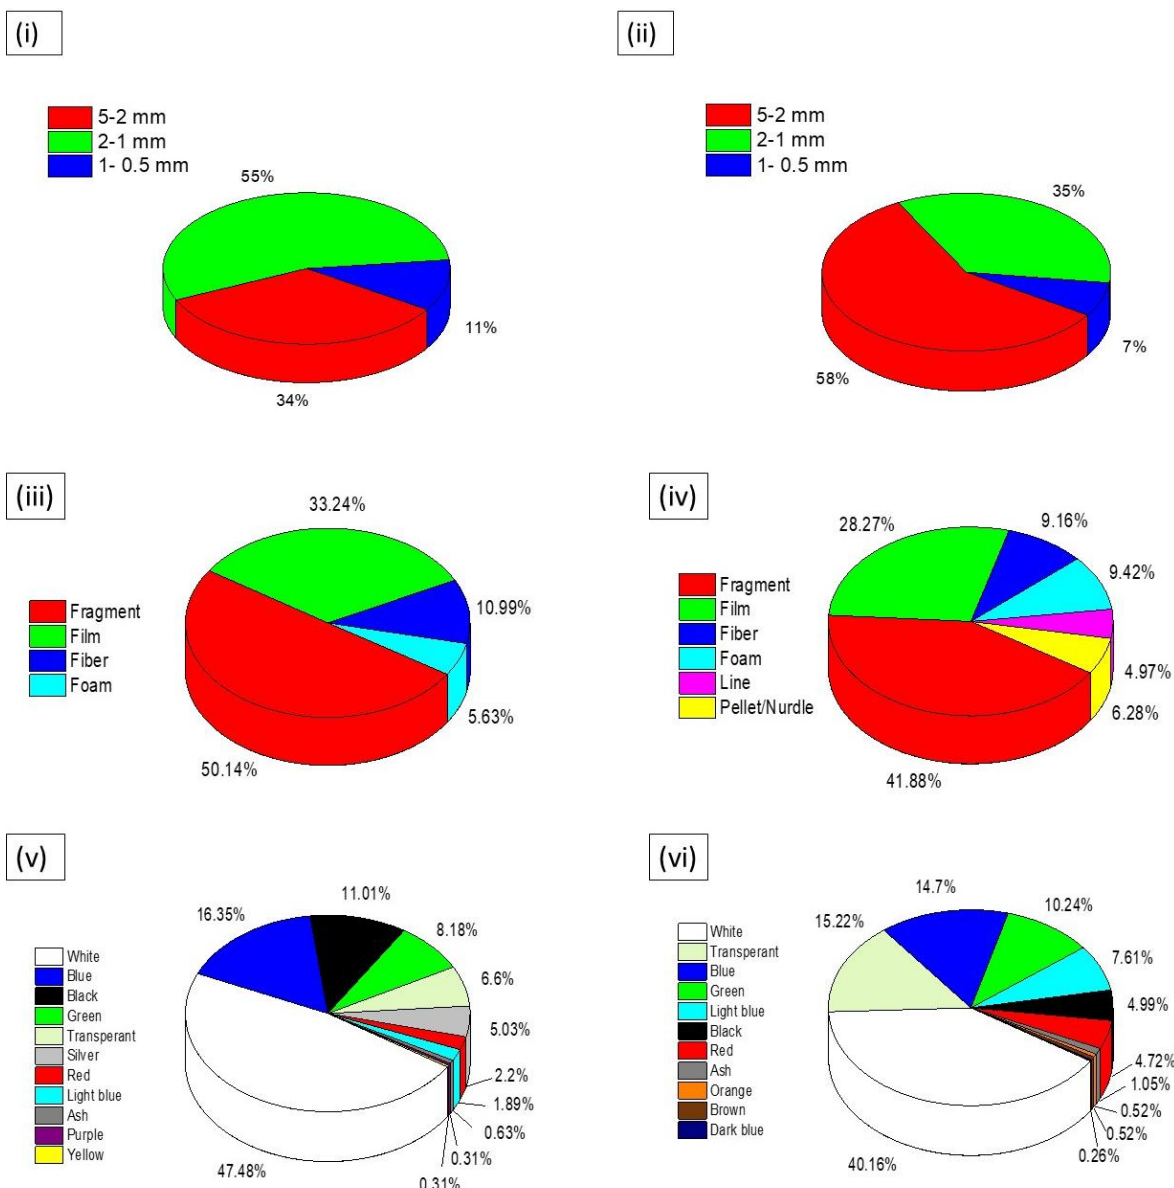 (i)
5-2 mm
2-1 mm
1- 0.5 mm
55%
11%
34%
(ii)
5-2 mm
2-1 mm
1- 0.5 mm
35%
7%
58%
(iii)
33.24%
Fragment
Film
Fiber
Foam
10.99%
5.63%
50.14%
(iv)
28.27%
9.16%
9.42%
Fragment
Film
Fiber
Foam
Line
Pellet/Nurdle
4.97%
6.28%
41.88%
(v)
11.01%
16.35%
8.18%
White
Blue
Black
Green
Transperant
Silver
Red
Light blue
Ash
Purple
Yellow
6.6%
5.03%
2.2%
1.89%
0.63%
0.31%
0.31%
47.48%
(vi)
14.7%
15.22%
10.24%
White
Transperant
Blue
Green
Light blue
Black
Red
Ash
Orange
Brown
Dark blue
7.61%
4.99%
4.72%
1.05%
0.52%
0.52%
0.26%
40.16%